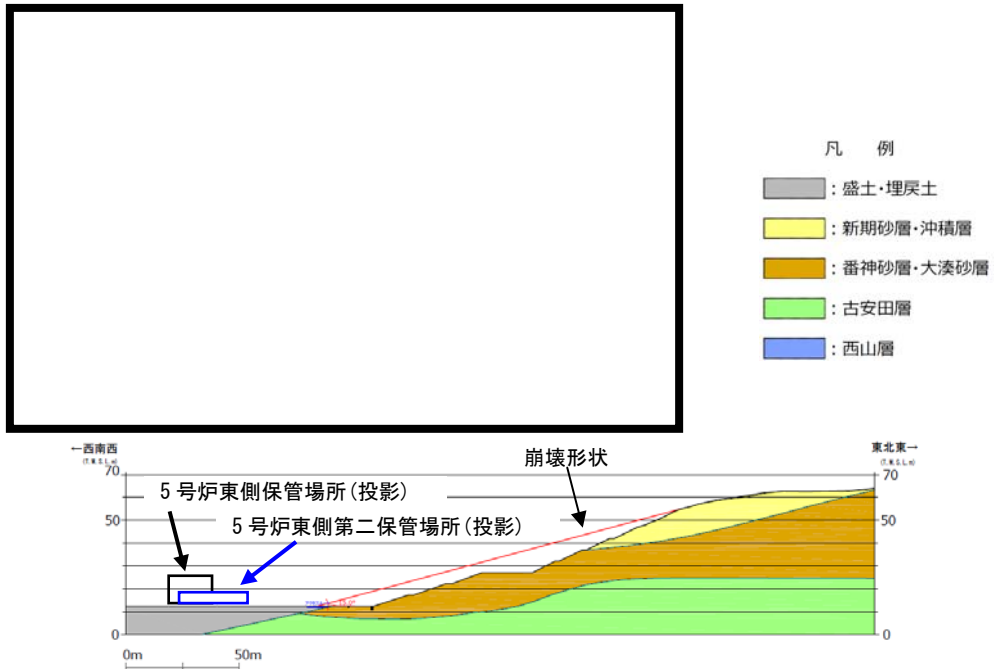 凡 例
：盛土・埋戻土
：新期砂層・沖積層
：番神砂層・大湊砂層
：古安田層
：西山層
←西南西
(T.M.S.L.m)
東北東→
(T.M.S.L.m)
崩壊形状
5号炉東側保管場所(投影)
5号炉東側第二保管場所(投影)
70
50
0
70
50
0
0m
50m